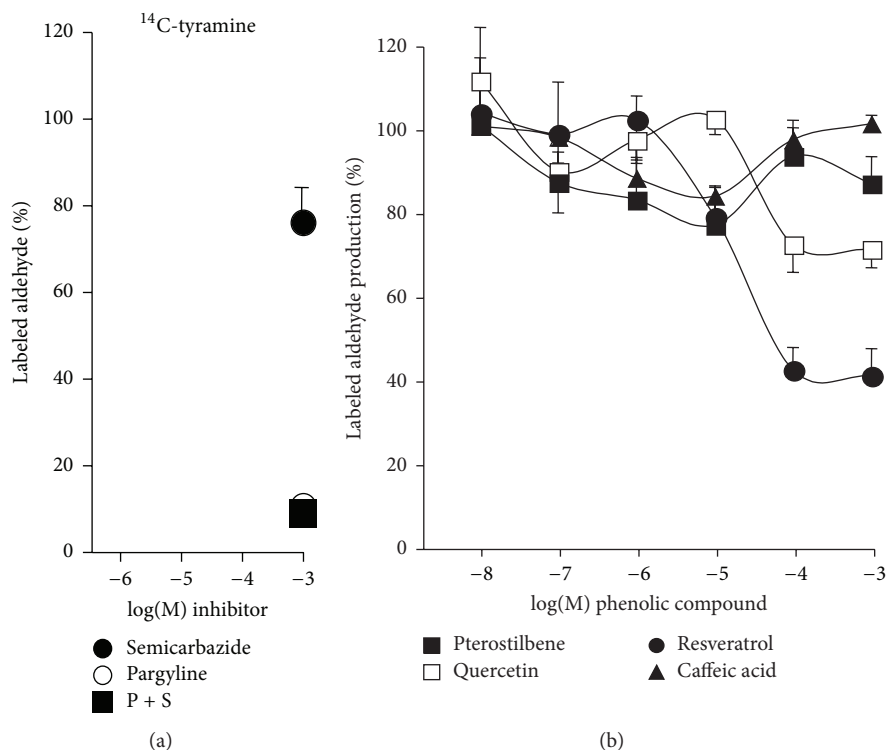 ¹⁴C-tyramine
Labeled aldehyde (%)
120
100
80
60
40
20
0
−6 −5 −4 −3
log(M) inhibitor
Semicarbazide
Pargyline
P + S
(a)
Labeled aldehyde production (%)
120
100
80
60
40
20
0
−8 −7 −6 −5 −4 −3
log(M) phenolic compound
Pterostilbene Resveratrol
Quercetin Caffeic acid
(b)